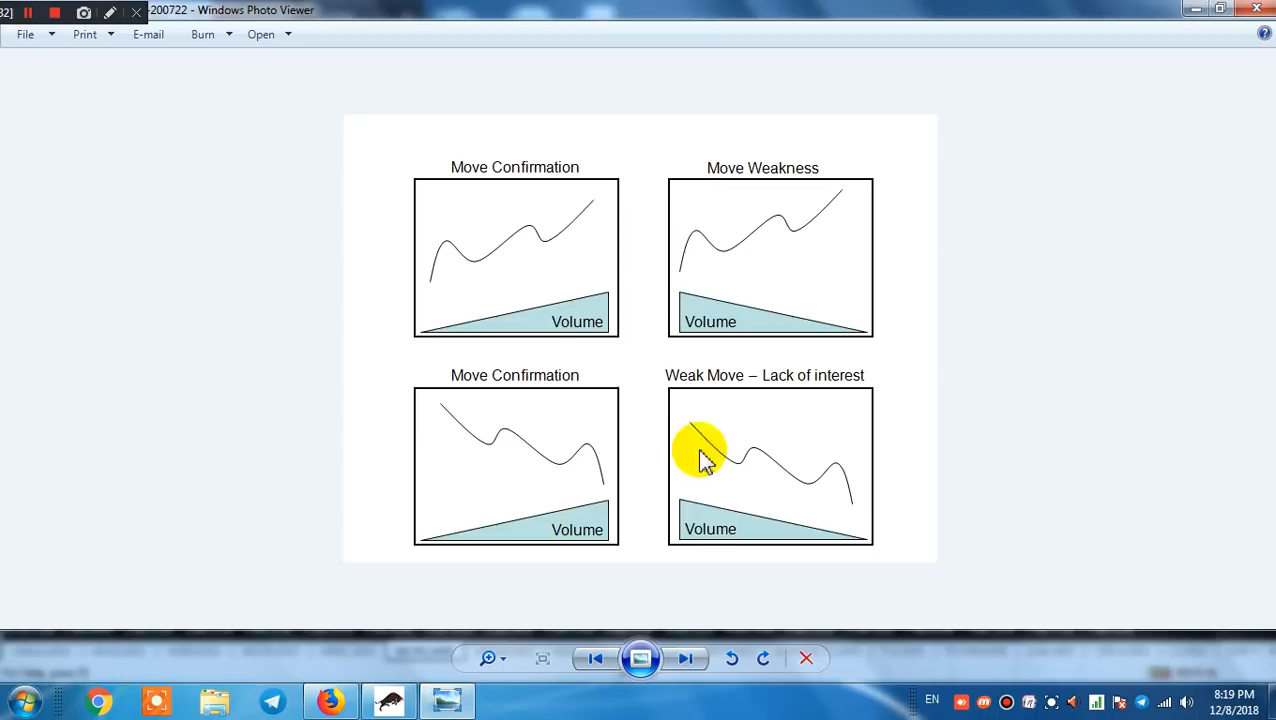 32]
-200722 - Windows Photo Viewer
File Print E-mail Burn Open
Move Confirmation
Move Weakness
Volume
Volume
Move Confirmation
Weak Move – Lack of interest
Volume
Volume
EN
8:19 PM
12/8/2018